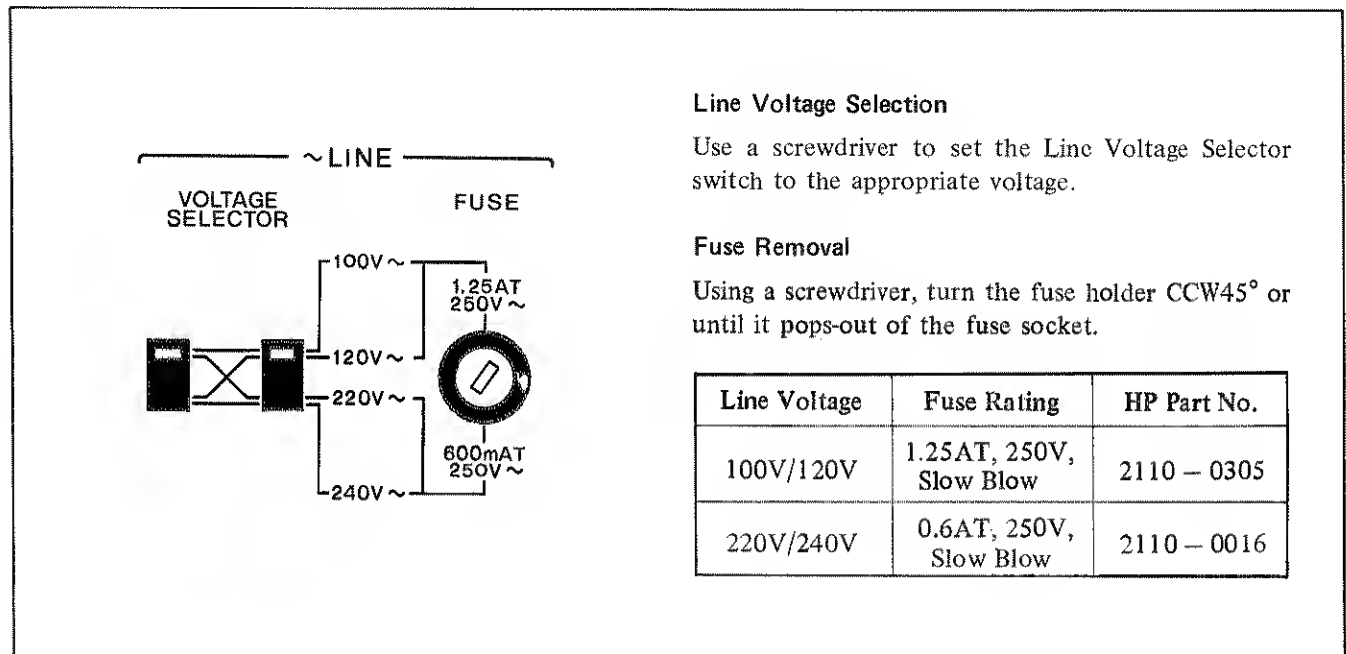 ~LINE
VOLTAGE
SELECTOR
FUSE
100V~
1.25AT
250V~
120V~
220V~
600mAT
250V~
240V~
Line Voltage Selection
Use a screwdriver to set the Line Voltage Selector
switch to the appropriate voltage.
Fuse Removal
Using a screwdriver, turn the fuse holder CCW45° or
until it pops-out of the fuse socket.
Line Voltage Fuse Rating HP Part No.
100V/120V 1.25AT, 250V, Slow Blow 2110 – 0305
220V/240V 0.6AT, 250V, Slow Blow 2110 – 0016